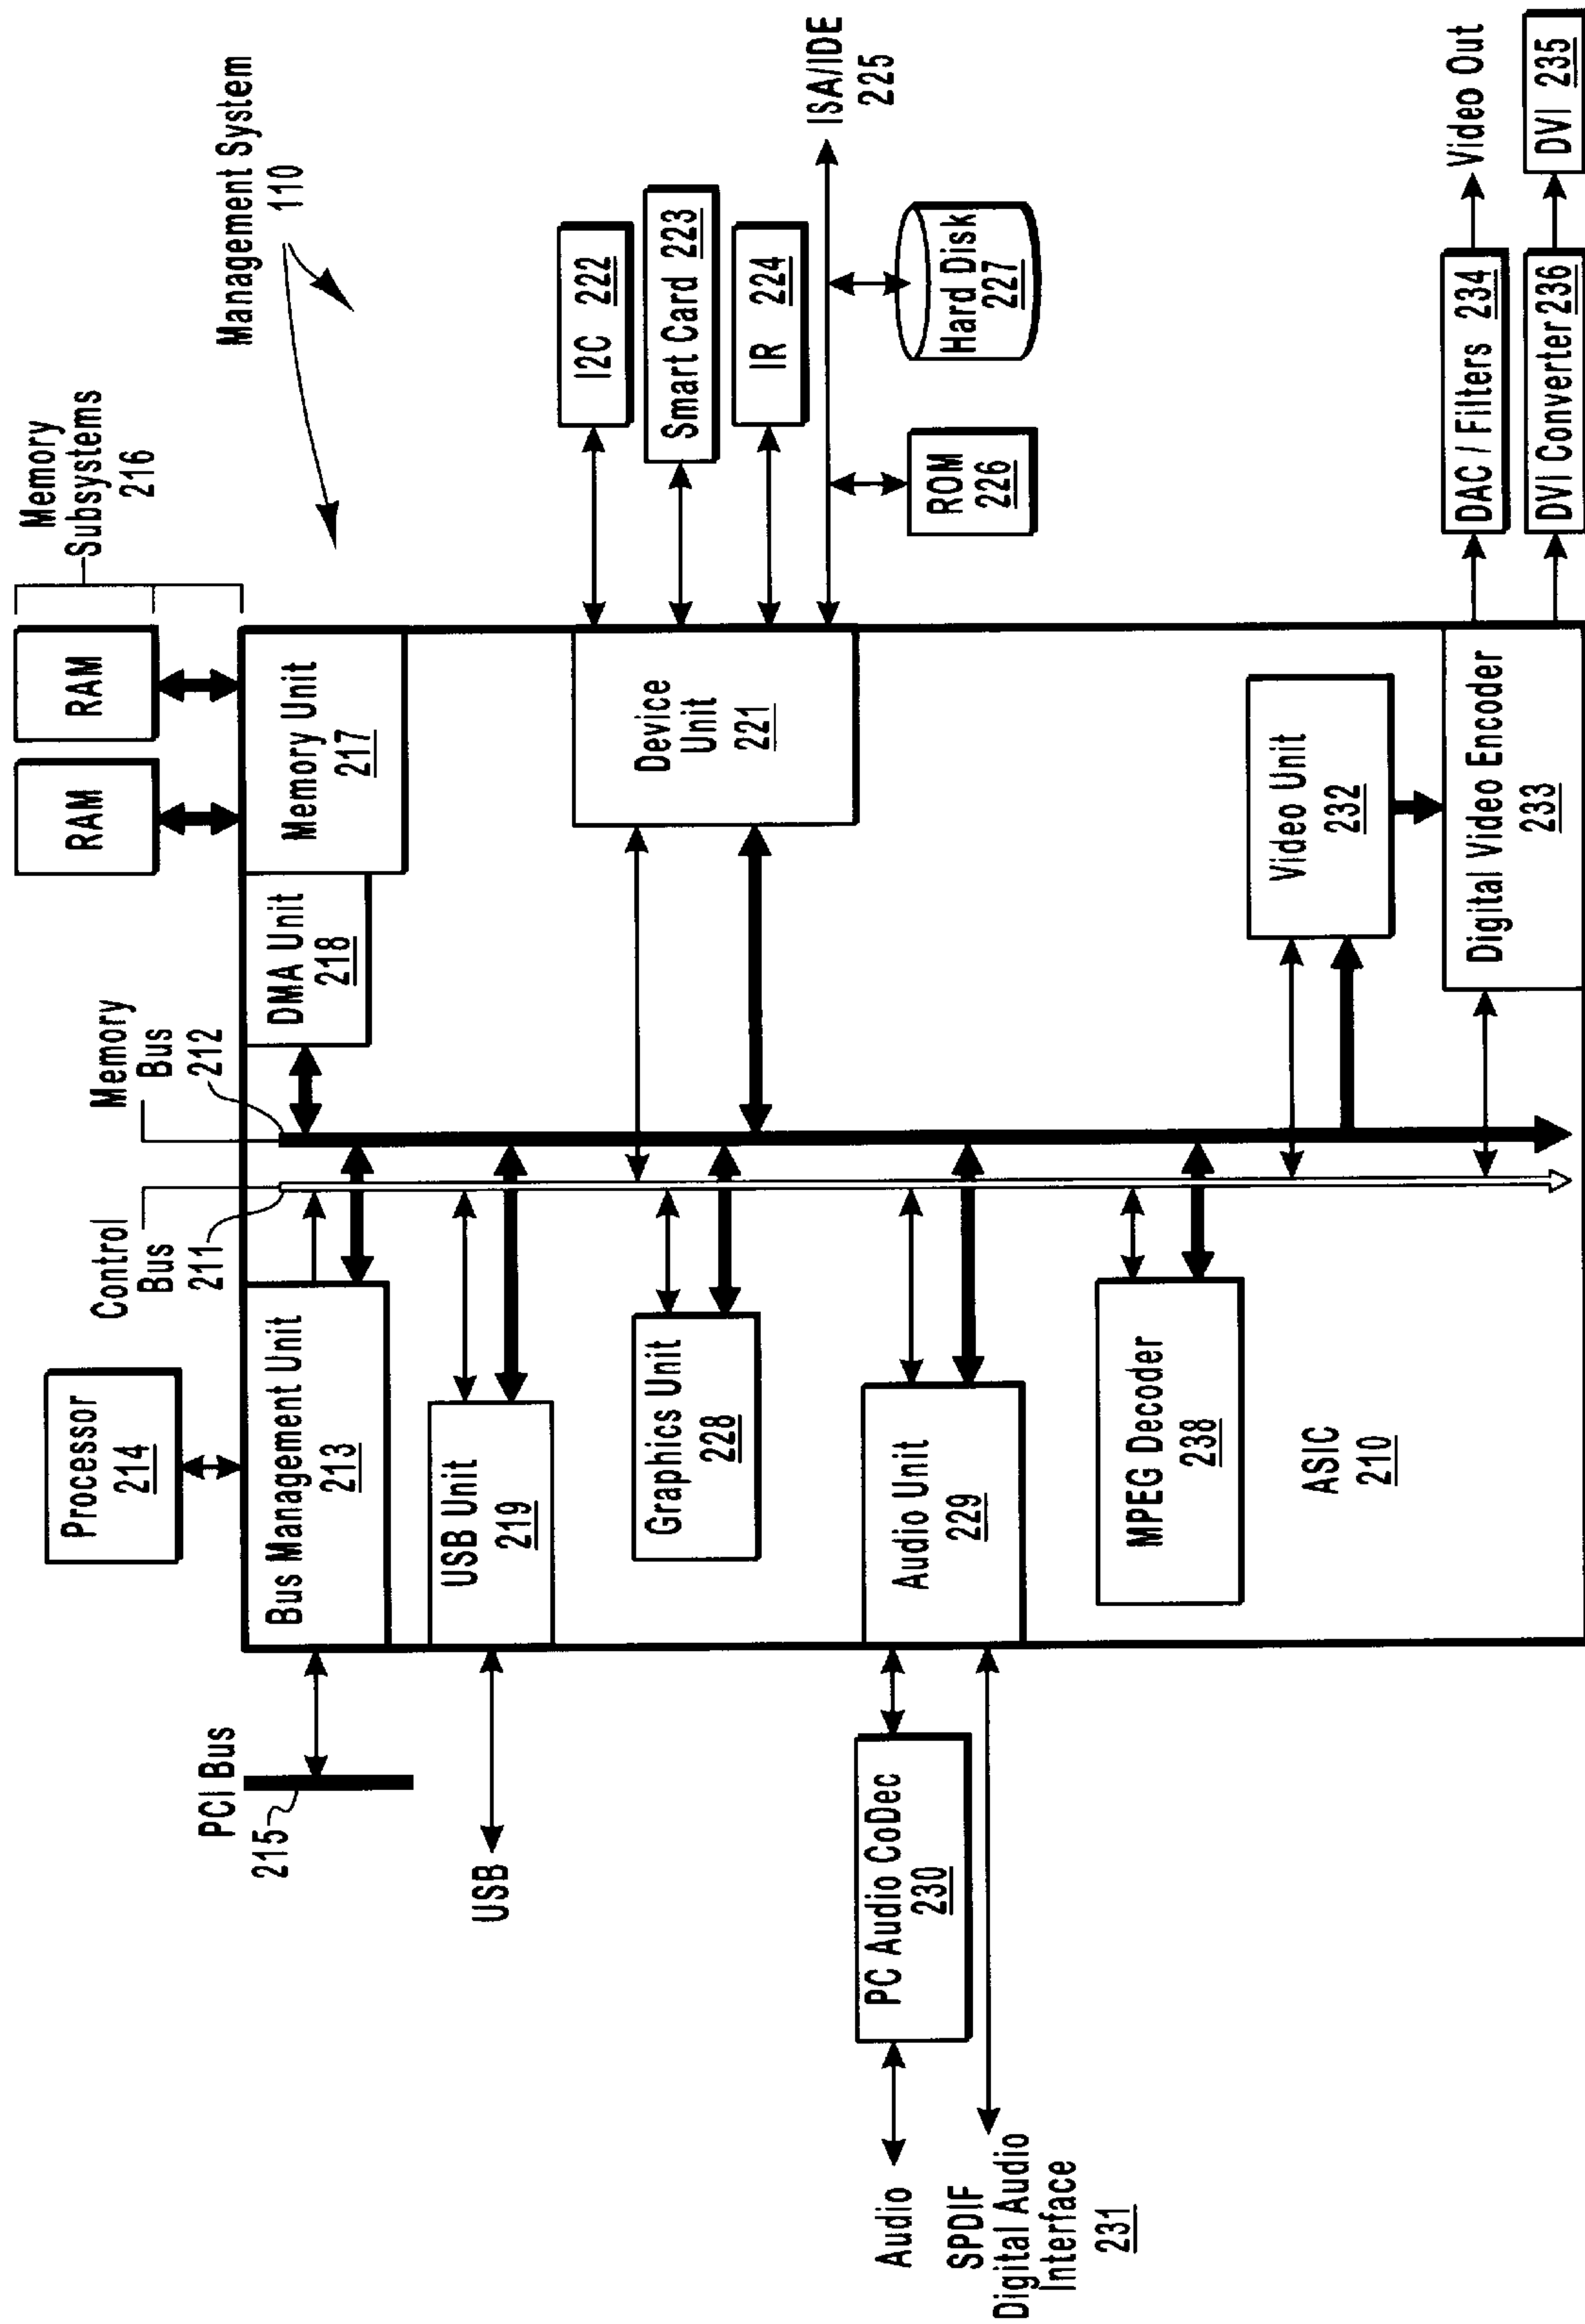 Management System
110
Memory
Subsystems
216
RAM
RAM
Processor
214
Control
Bus
211
Memory
Bus
212
PCI Bus
215
Bus Management Unit
213
DMA Unit
218
Memory Unit
217
USB
USB Unit
219
Graphics Unit
228
Device
Unit
221
I2C 222
Smart Card 223
IR 224
ISA/IDE
225
ROM
226
Hard Disk
227
Audio
PC Audio CoDec
230
SPDIF
Digital Audio
Interface
231
Audio Unit
229
MPEG Decoder
238
ASIC
210
Video Unit
232
Digital Video Encoder
233
DAC / Filters 234
Video Out
DVI Converter 236
DVI 235